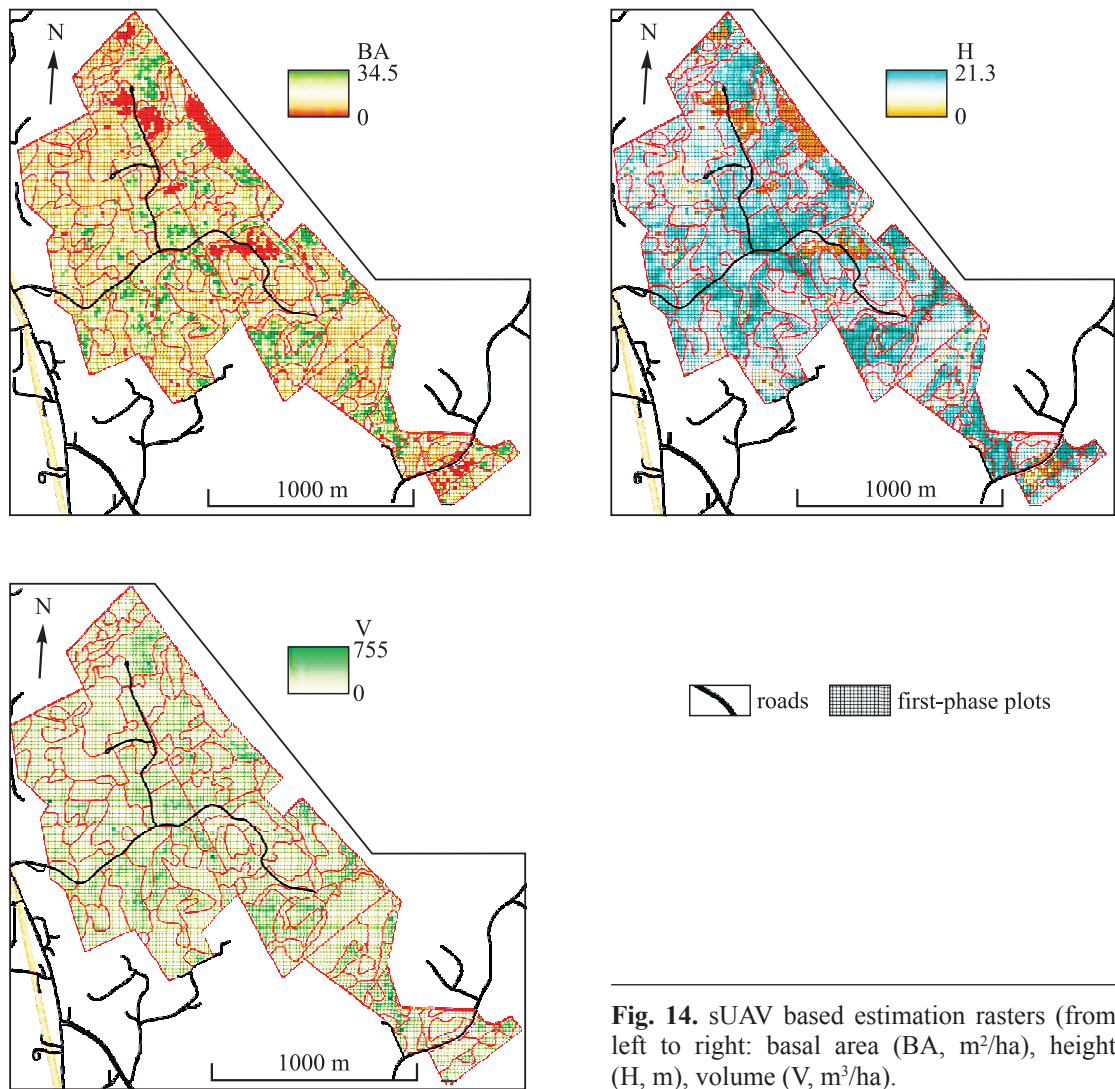 N
BA
34.5
0
1000 m
N
H
21.3
0
1000 m
N
V
755
0
1000 m
roads
first-phase plots
Fig. 14. sUAV based estimation rasters (from
left to right: basal area (BA, m²/ha), height
(H, m), volume (V, m³/ha).